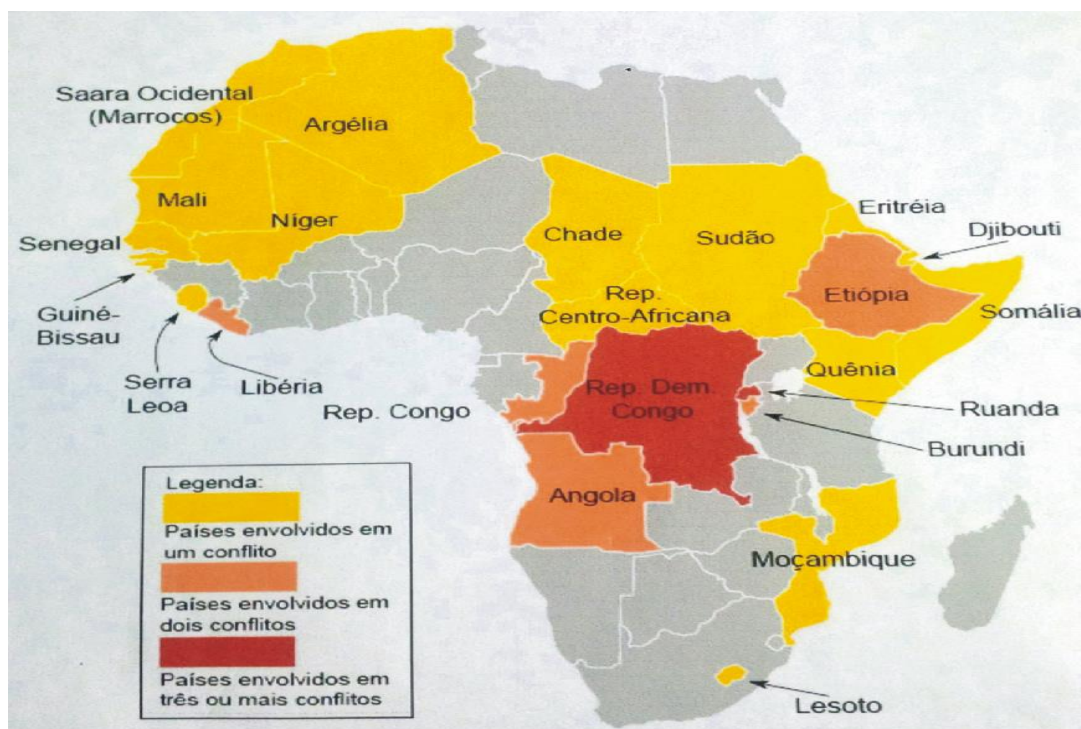 Saara Ocidental
(Marrocos)
Argélia
Mali
Níger
Senegal
Guiné-
Bissau
Serra
Leoa
Libéria
Chade
Sudão
Eritréia
Djibouti
Etiópia
Somália
Rep.
Centro-Africana
Quênia
Rep. Congo
Rep. Dem.
Congo
Ruanda
Burundi
Angola
Moçambique
Lesoto
Legenda:
Países envolvidos em
um conflito
Países envolvidos em
dois conflitos
Países envolvidos em
três ou mais conflitos